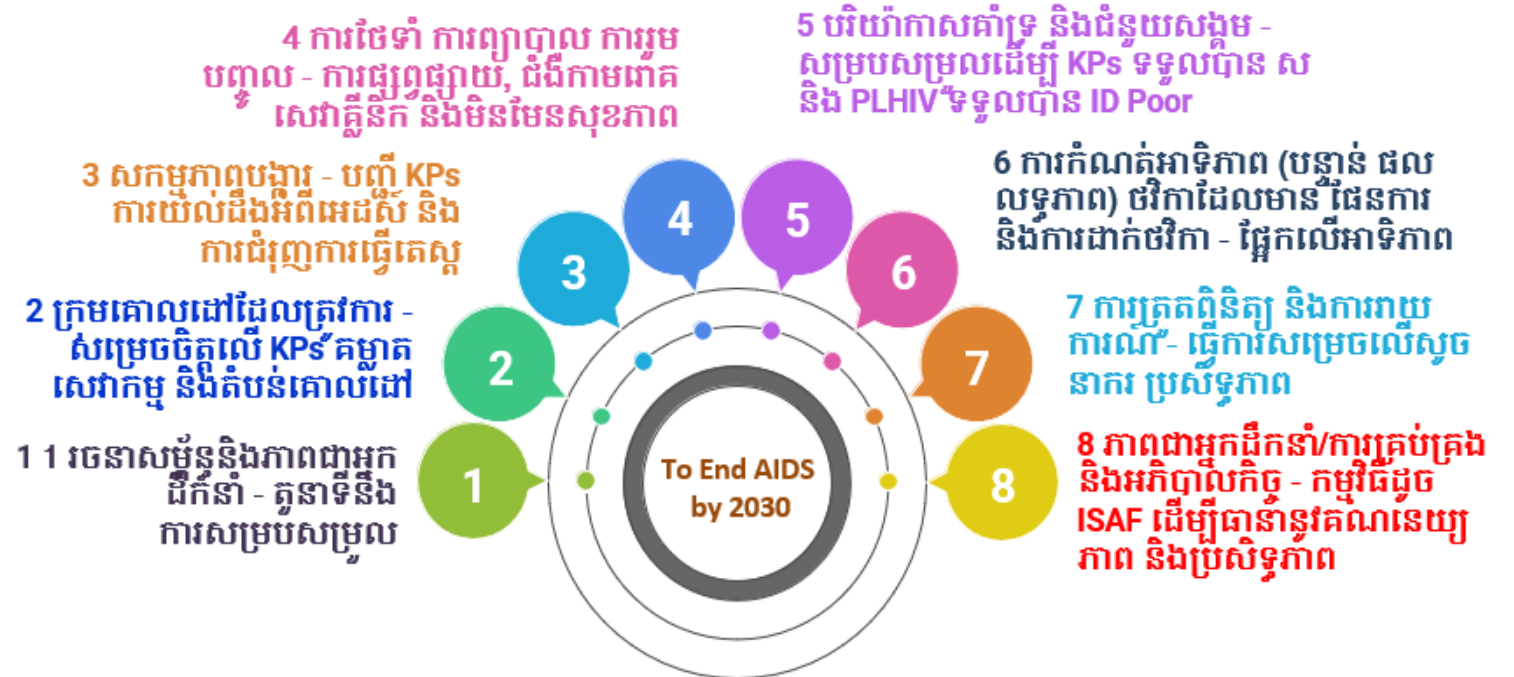 4 ការថែទាំ ការព្យាបាល ការរួម
បញ្ចូល - ការផ្សព្វផ្សាយ, ជំងឺកាមរោគ
សេវាគ្លីនិក និងមិនមែនសុខភាព
5 បរិយ៉ាកាសគាំទ្រ និងជំនួយសង្គម -
សម្របសម្រួលដើម្បី KPs ទទួលបាន ស
និង PLHIV ទទួលបាន ID Poor
3 សកម្មភាពបង្ការ - បញ្ជី KPs
ការយល់ដឹងអំពីអេដស៍ និង
ការជំរុញការធ្វើតេស្ត
6 ការកំណត់អាទិភាព (បន្ទាន់ ផល
លទ្ធភាព) ថវិកាដែលមាន ផែនការ
និងការដាក់ថវិកា - ផ្អែកលើអាទិភាព
2 ក្រុមគោលដៅដែលត្រូវការ -
សម្រេចចិត្តលើ KPs គម្លាត
សេវាកម្ម និងតំបន់គោលដៅ
7 ការត្រួតពិនិត្យ និងការរាយ
ការណ៍ - ធ្វើការសម្រេចលើសូច
នាករ ប្រសិទ្ធភាព
1 1 រចនាសម្ព័ន្ធនិងភាពជាអ្នក
ដឹកនាំ - តួនាទីនិង
ការសម្របសម្រួល
8 ភាពជាអ្នកដឹកនាំ/ការគ្រប់គ្រង
និងអភិបាលកិច្ច - កម្មវិធីដូច
ISAF ដើម្បីធានានូវគណនេយ្យ
ភាព និងប្រសិទ្ធភាព
1
2
3
4
5
6
7
8
To End AIDS
by 2030